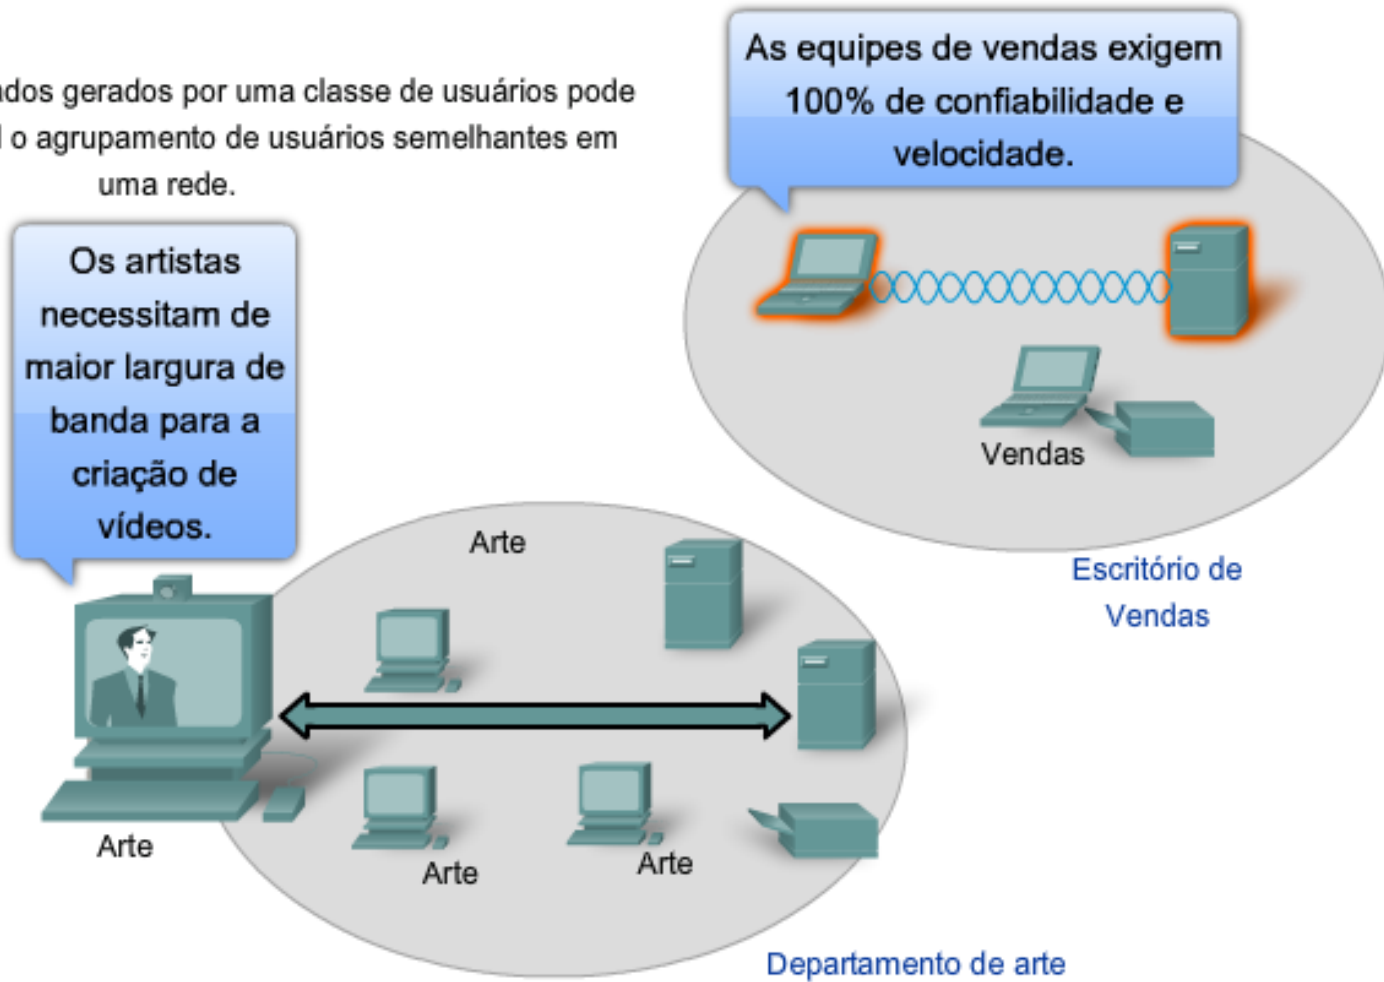 ados gerados por uma classe de usuários pode
o agrupamento de usuários semelhantes em
uma rede.
As equipes de vendas exigem
100% de confiabilidade e
velocidade.
Os artistas
necessitam de
maior largura de
banda para a
criação de
vídeos.
Vendas
Escritório de
Vendas
Arte
Arte
Arte
Arte
Departamento de arte